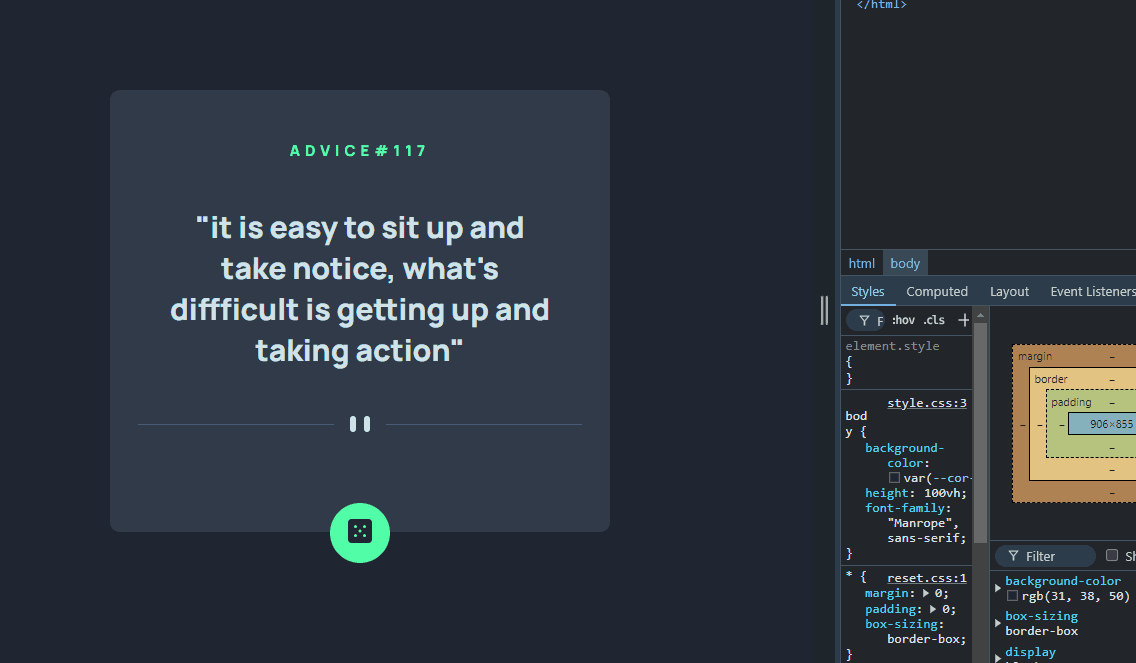 </html>
ADVICE#117
"it is easy to sit up and
take notice, what's
diffficult is getting up and
taking action"
html body
Styles Computed Layout Event Listeners
F :hov .cls +
element.style
{
}
style.css:3
bod
y {
background-
color:
var(--cor-
height: 100vh;
font-family:
"Manrope",
sans-serif;
}
* { reset.css:1
margin: 0;
padding: 0;
box-sizing:
border-box;
}
margin –
border –
padding –
– – – 906×855
–
–
–
Filter Sh
background-color
rgb(31, 38, 50)
box-sizing
border-box
display